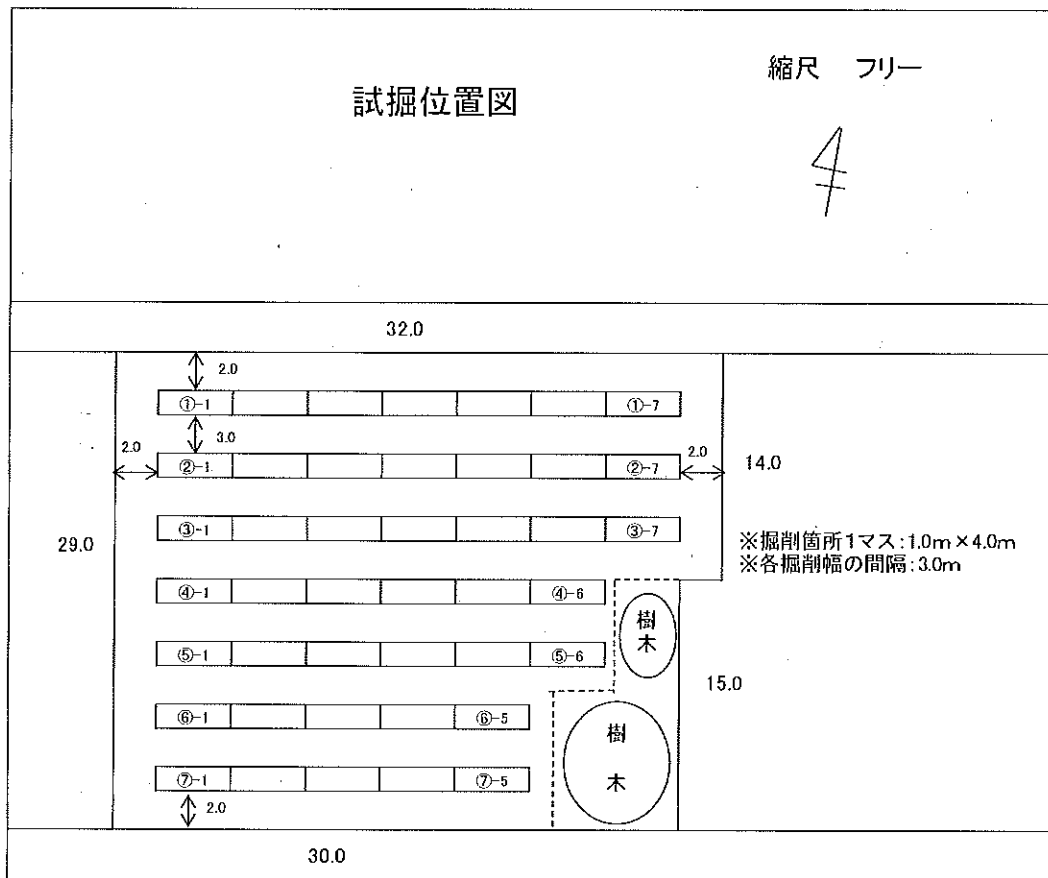 縮尺 フリー
試掘位置図
32.0
2.0
①-1 ①-7
3.0
2.0
②-1 ②-7
2.0
14.0
③-1 ③-7
29.0
※掘削箇所1マス:1.0m×4.0m
※各掘削幅の間隔:3.0m
④-1 ④-6
樹木
⑤-1 ⑤-6
15.0
⑥-1 ⑥-5
樹木
⑦-1 ⑦-5
2.0
30.0